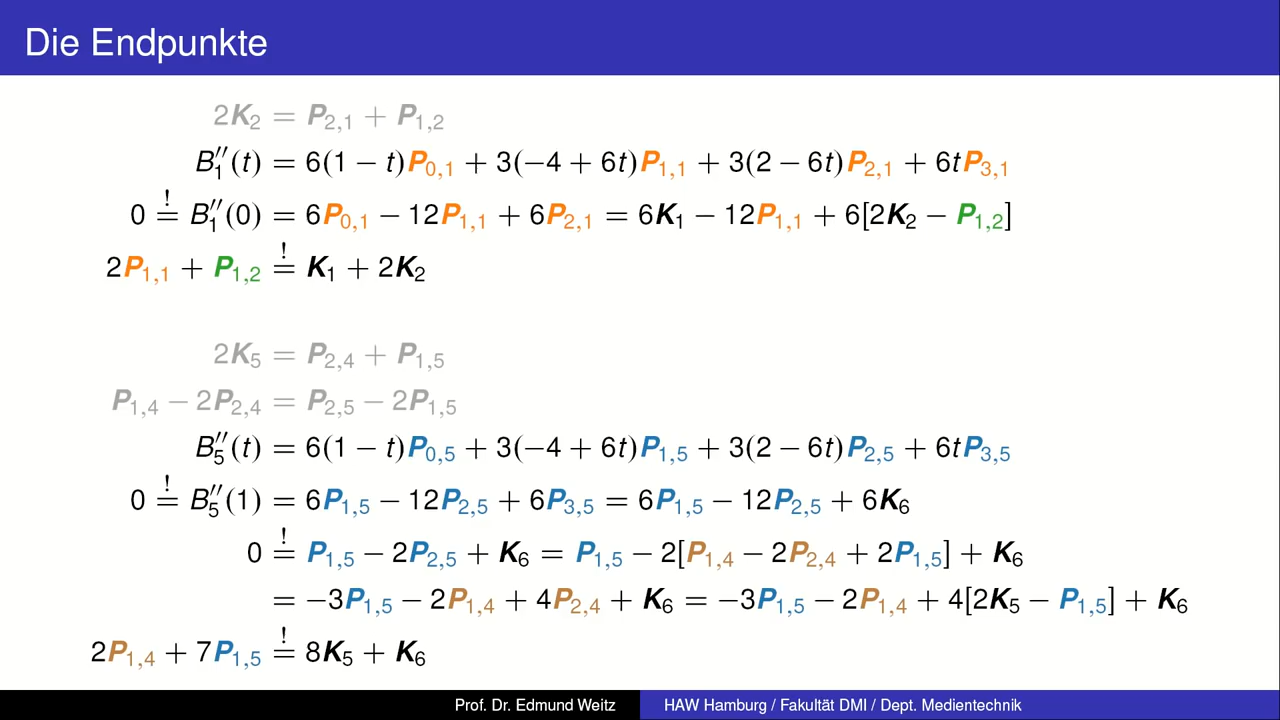 Die Endpunkte
2K₂ = P₂,₁ + P₁,₂
B₁′′(t) = 6(1 − t)P₀,₁ + 3(−4 + 6t)P₁,₁ + 3(2 − 6t)P₂,₁ + 6tP₃,₁
0 =! B₁′′(0) = 6P₀,₁ − 12P₁,₁ + 6P₂,₁ = 6K₁ − 12P₁,₁ + 6[2K₂ − P₁,₂]
2P₁,₁ + P₁,₂ =! K₁ + 2K₂
2K₅ = P₂,₄ + P₁,₅
P₁,₄ − 2P₂,₄ = P₂,₅ − 2P₁,₅
B₅′′(t) = 6(1 − t)P₀,₅ + 3(−4 + 6t)P₁,₅ + 3(2 − 6t)P₂,₅ + 6tP₃,₅
0 =! B₅′′(1) = 6P₁,₅ − 12P₂,₅ + 6P₃,₅ = 6P₁,₅ − 12P₂,₅ + 6K₆
0 =! P₁,₅ − 2P₂,₅ + K₆ = P₁,₅ − 2[P₁,₄ − 2P₂,₄ + 2P₁,₅] + K₆
= −3P₁,₅ − 2P₁,₄ + 4P₂,₄ + K₆ = −3P₁,₅ − 2P₁,₄ + 4[2K₅ − P₁,₅] + K₆
2P₁,₄ + 7P₁,₅ =! 8K₅ + K₆
Prof. Dr. Edmund Weitz HAW Hamburg / Fakultät DMI / Dept. Medientechnik